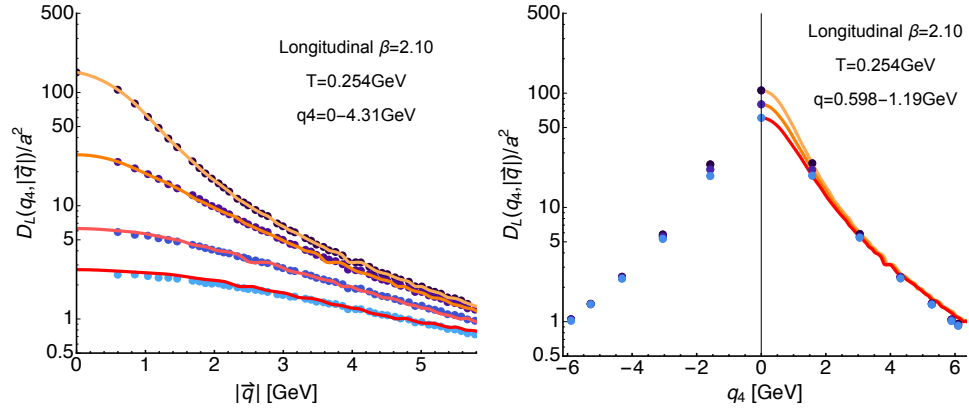 500
100
50
10
5
1
0.5
0
1
2
3
4
5
D_L(q_4,|q⃗|)/a^2
|q⃗| [GeV]
Longitudinal β=2.10
T=0.254GeV
q4=0−4.31GeV
500
100
50
10
5
1
0.5
−6
−4
−2
0
2
4
6
D_L(q_4,|q⃗|)/a^2
q_4 [GeV]
Longitudinal β=2.10
T=0.254GeV
q=0.598−1.19GeV